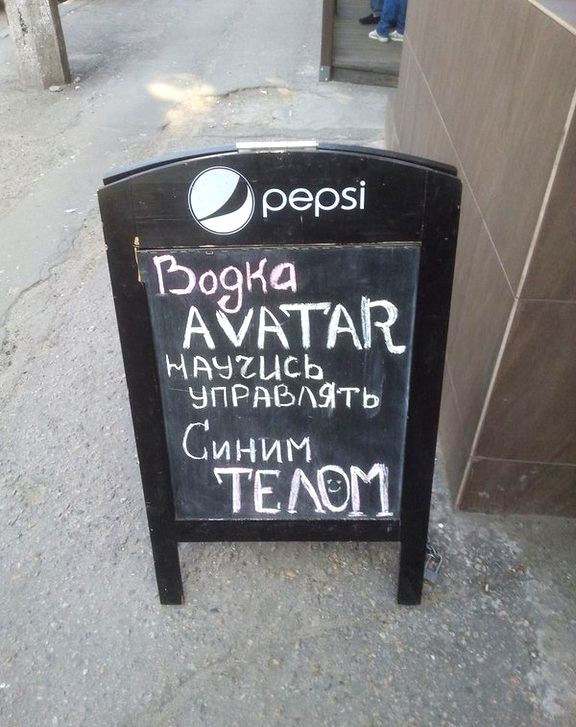 pepsi
Водка
AVATAR
научись
управлять
Синим
ТЕЛОМ